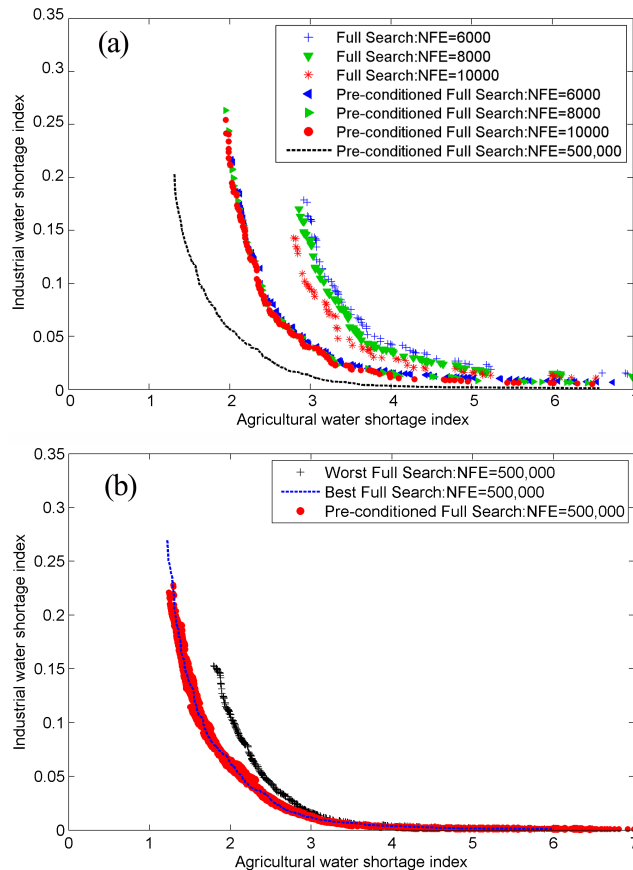 (a)
0.35
0.3
0.25
0.2
0.15
0.1
0.05
0
Industrial water shortage index
Full Search:NFE=6000
Full Search:NFE=8000
Full Search:NFE=10000
Pre-conditioned Full Search:NFE=6000
Pre-conditioned Full Search:NFE=8000
Pre-conditioned Full Search:NFE=10000
Pre-conditioned Full Search:NFE=500,000
0 1 2 3 4 5 6 7
Agricultural water shortage index
(b)
0.35
0.3
0.25
0.2
0.15
0.1
0.05
0
Industrial water shortage index
Worst Full Search:NFE=500,000
Best Full Search:NFE=500,000
Pre-conditioned Full Search:NFE=500,000
0 1 2 3 4 5 6 7
Agricultural water shortage index